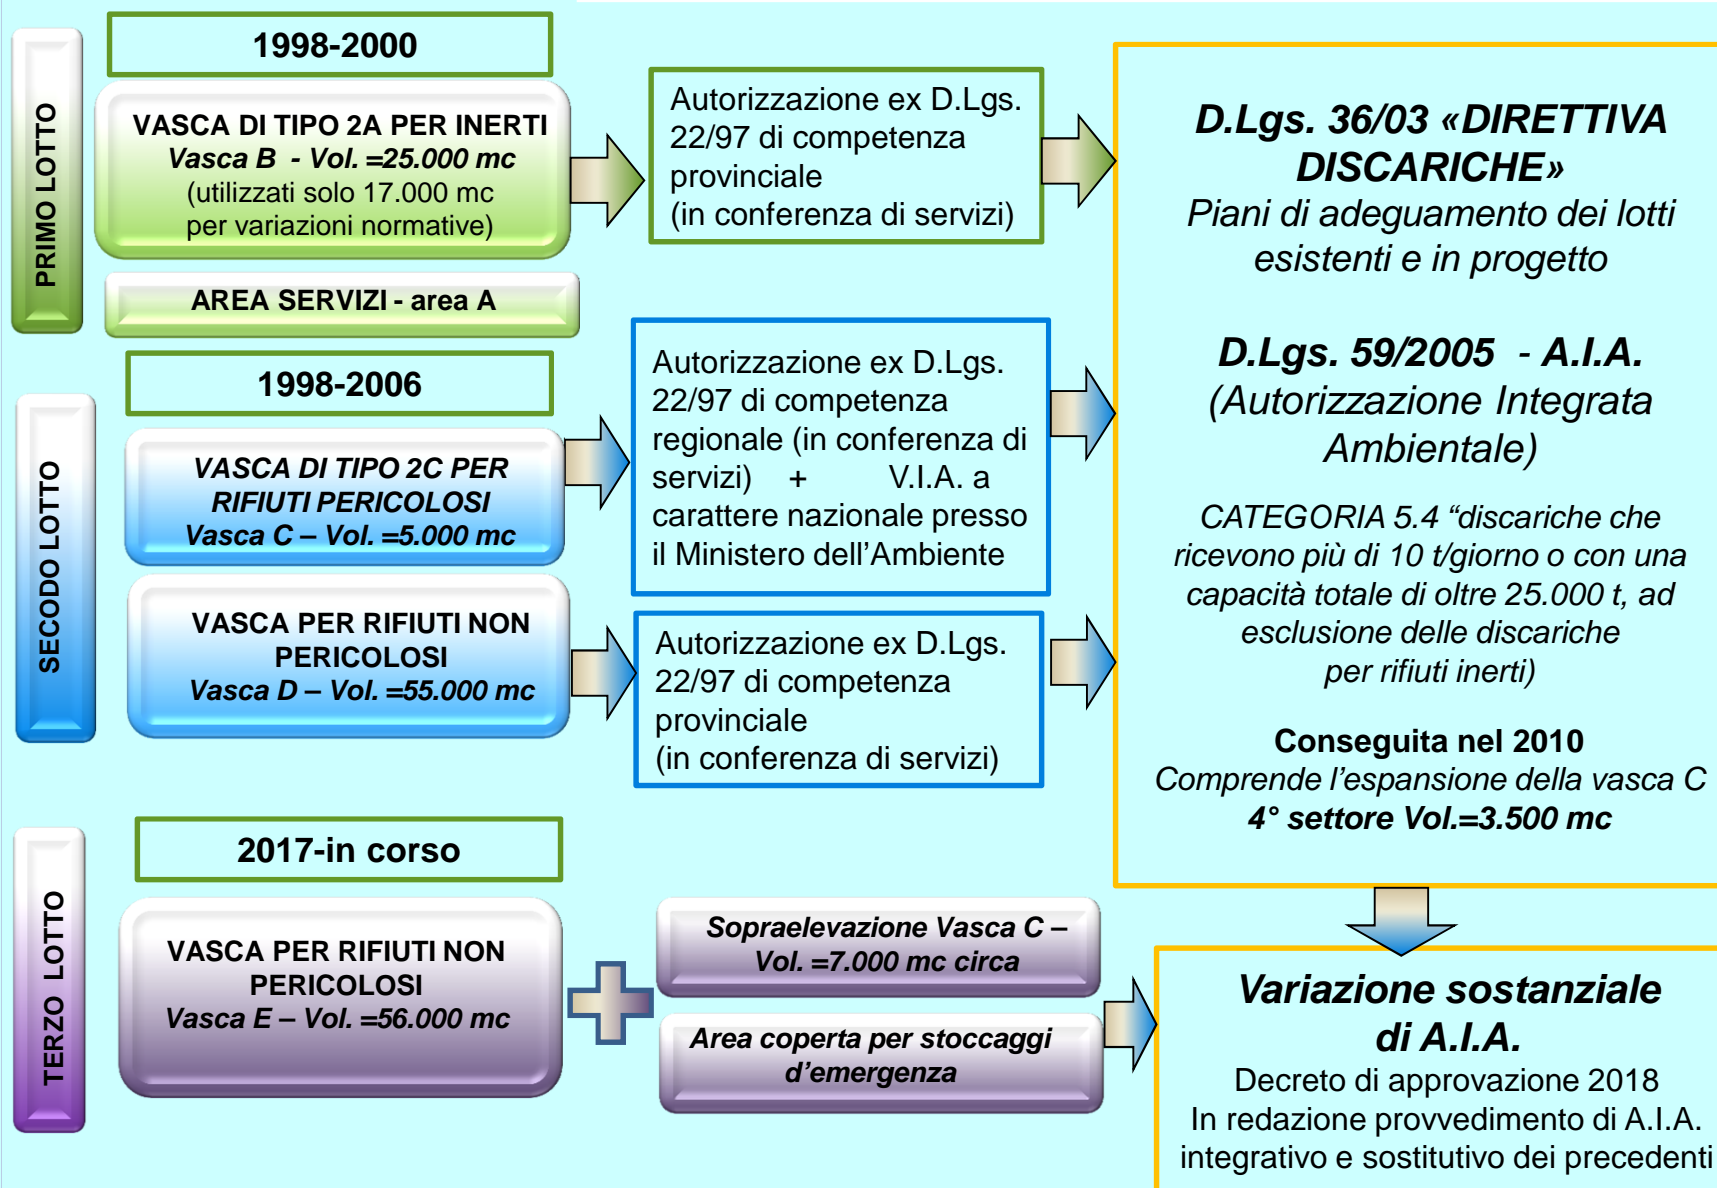 PRIMO LOTTO
1998-2000
VASCA DI TIPO 2A PER INERTI
Vasca B - Vol. =25.000 mc
(utilizzati solo 17.000 mc
per variazioni normative)
AREA SERVIZI - area A
Autorizzazione ex D.Lgs.
22/97 di competenza
provinciale
(in conferenza di servizi)
SECODO LOTTO
1998-2006
VASCA DI TIPO 2C PER
RIFIUTI PERICOLOSI
Vasca C – Vol. =5.000 mc
Autorizzazione ex D.Lgs.
22/97 di competenza
regionale (in conferenza di
servizi) + V.I.A. a
carattere nazionale presso
il Ministero dell'Ambiente
VASCA PER RIFIUTI NON
PERICOLOSI
Vasca D – Vol. =55.000 mc
Autorizzazione ex D.Lgs.
22/97 di competenza
provinciale
(in conferenza di servizi)
D.Lgs. 36/03 «DIRETTIVA
DISCARICHE»
Piani di adeguamento dei lotti
esistenti e in progetto
D.Lgs. 59/2005 - A.I.A.
(Autorizzazione Integrata
Ambientale)
CATEGORIA 5.4 “discariche che
ricevono più di 10 t/giorno o con una
capacità totale di oltre 25.000 t, ad
esclusione delle discariche
per rifiuti inerti)
Conseguita nel 2010
Comprende l'espansione della vasca C
4° settore Vol.=3.500 mc
TERZO LOTTO
2017-in corso
VASCA PER RIFIUTI NON
PERICOLOSI
Vasca E – Vol. =56.000 mc
Sopraelevazione Vasca C –
Vol. =7.000 mc circa
Area coperta per stoccaggi
d'emergenza
Variazione sostanziale
di A.I.A.
Decreto di approvazione 2018
In redazione provvedimento di A.I.A.
integrativo e sostitutivo dei precedenti